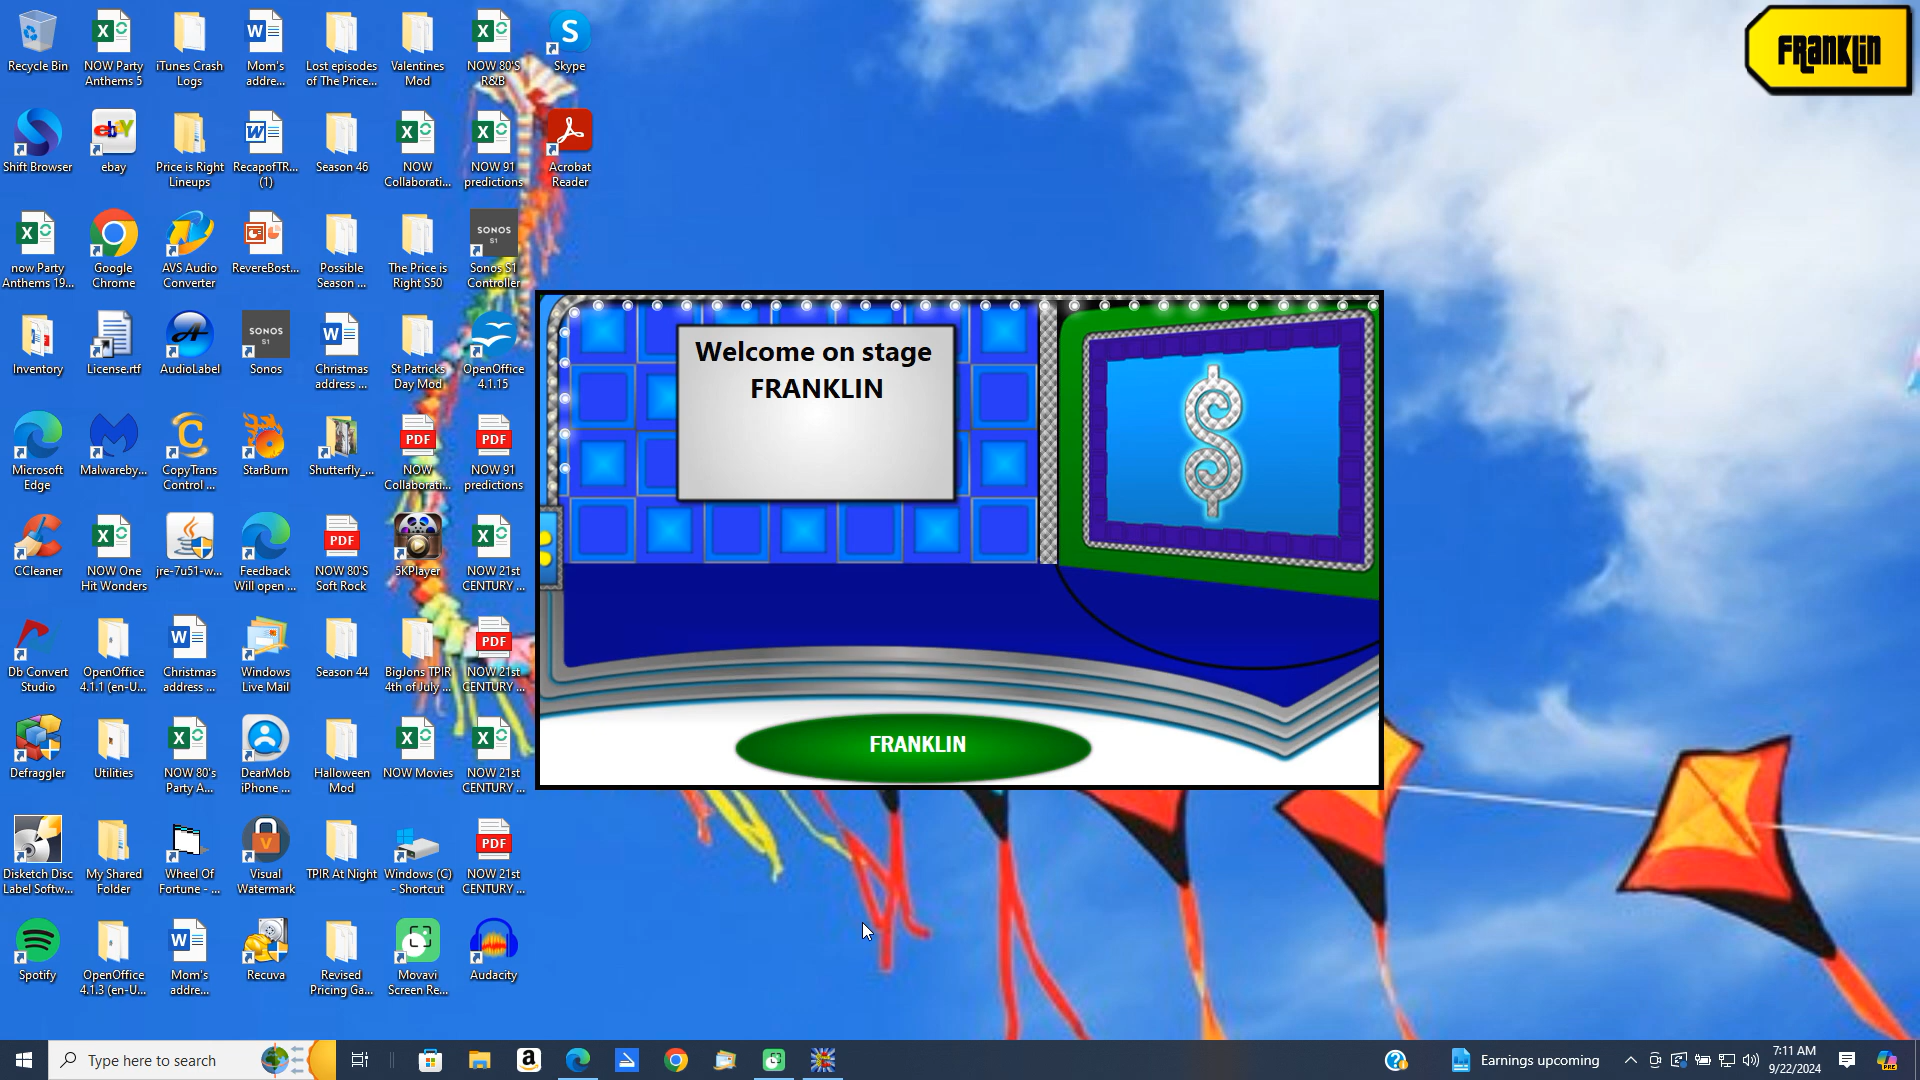 Recycle Bin
NOW Party
Anthems 5
iTunes Crash
Logs
Mom's
addre...
Lost episodes
of The Price...
Valentines
Mod
NOW 80'S
R&B
Skype
FRANKLIN
Shift Browser
ebay
Price is Right
Lineups
RecapofTR...
(1)
Season 46
NOW
Collaborati...
NOW 91
predictions
Acrobat
Reader
now Party
Anthems 19...
Google
Chrome
AVS Audio
Converter
RevereBost...
Possible
Season ...
The Price is
Right S50
SONOS
S1
Sonos S1
Controller
Inventory
License.rtf
AudioLabel
SONOS
S1
Sonos
Christmas
address ...
St Patricks
Day Mod
OpenOffice
4.1.15
Welcome on stage
FRANKLIN
Microsoft
Edge
Malwareby...
CopyTrans
Control ...
StarBurn
Shutterfly_...
PDF
NOW
Collaborati...
PDF
NOW 91
predictions
CCleaner
NOW One
Hit Wonders
jre-7u51-w...
Feedback
Will open ...
PDF
NOW 80'S
Soft Rock
5KPlayer
NOW 21st
CENTURY ...
Db Convert
Studio
OpenOffice
4.1.1 (en-U...
Christmas
address ...
Windows
Live Mail
Season 44
BigJons TPIR
4th of July ...
PDF
NOW 21st
CENTURY ...
Defraggler
Utilities
NOW 80's
Party A...
DearMob
iPhone ...
Halloween
Mod
NOW Movies
NOW 21st
CENTURY ...
FRANKLIN
Disketch Disc
Label Softw...
My Shared
Folder
Wheel Of
Fortune - ...
Visual
Watermark
TPIR At Night
Windows (C)
- Shortcut
PDF
NOW 21st
CENTURY ...
Spotify
OpenOffice
4.1.3 (en-U...
Mom's
addre...
Recuva
Revised
Pricing Ga...
Movavi
Screen Re...
Audacity
Type here to search
Earnings upcoming
7:11 AM
9/22/2024